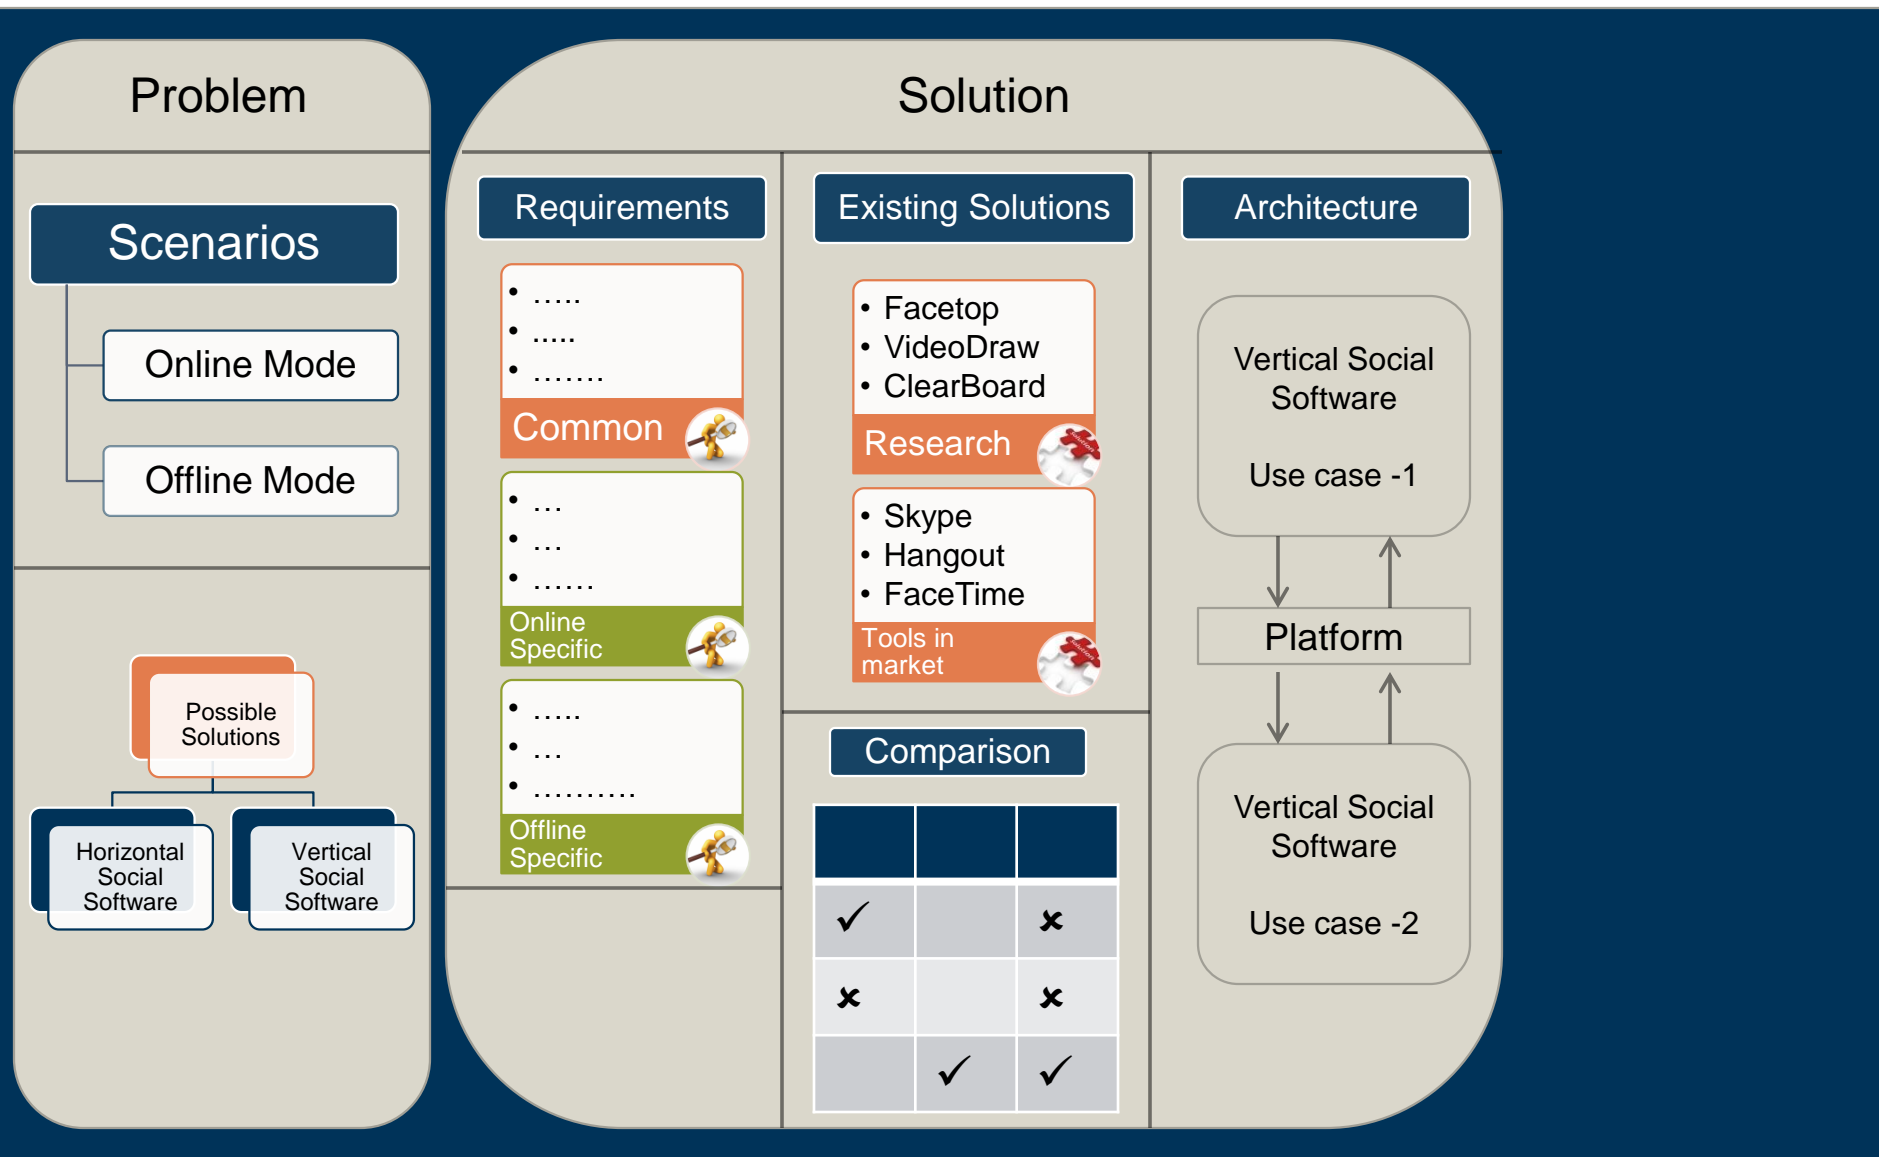 Problem
Scenarios
Online Mode
Offline Mode
Possible
Solutions
Horizontal
Social
Software
Vertical
Social
Software
Solution
Requirements
• …..
• .....
• …….
Common
• …
• …
• ……
Online
Specific
• …..
• …
• ……….
Offline
Specific
Existing Solutions
• Facetop
• VideoDraw
• ClearBoard
Research
• Skype
• Hangout
• FaceTime
Tools in
market
Comparison
✓ ✘
✘ ✘
✓ ✓
Architecture
Vertical Social
Software
Use case -1
Platform
Vertical Social
Software
Use case -2